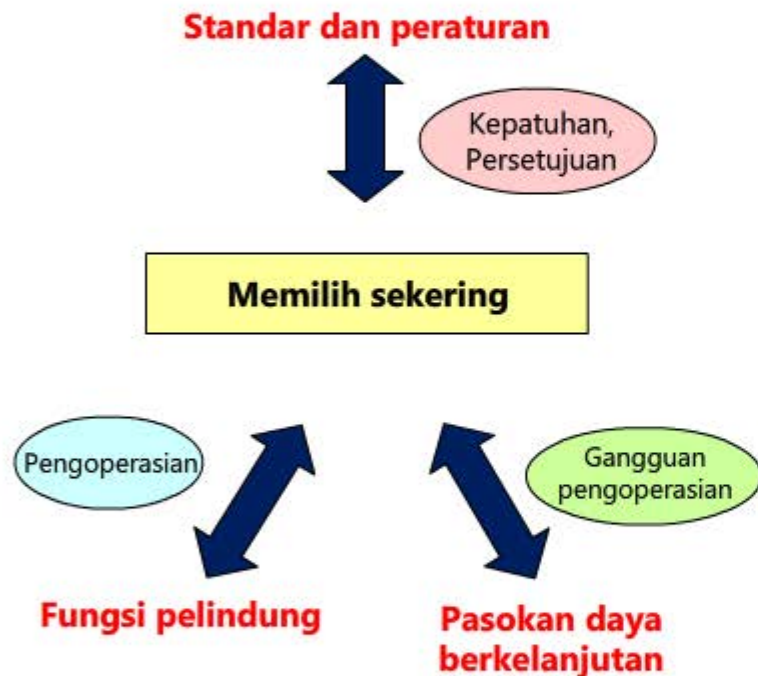 Standar dan peraturan
Kepatuhan,
Persetujuan
Memilih sekering
Pengoperasian
Gangguan
pengoperasian
Fungsi pelindung
Pasokan daya
berkelanjutan